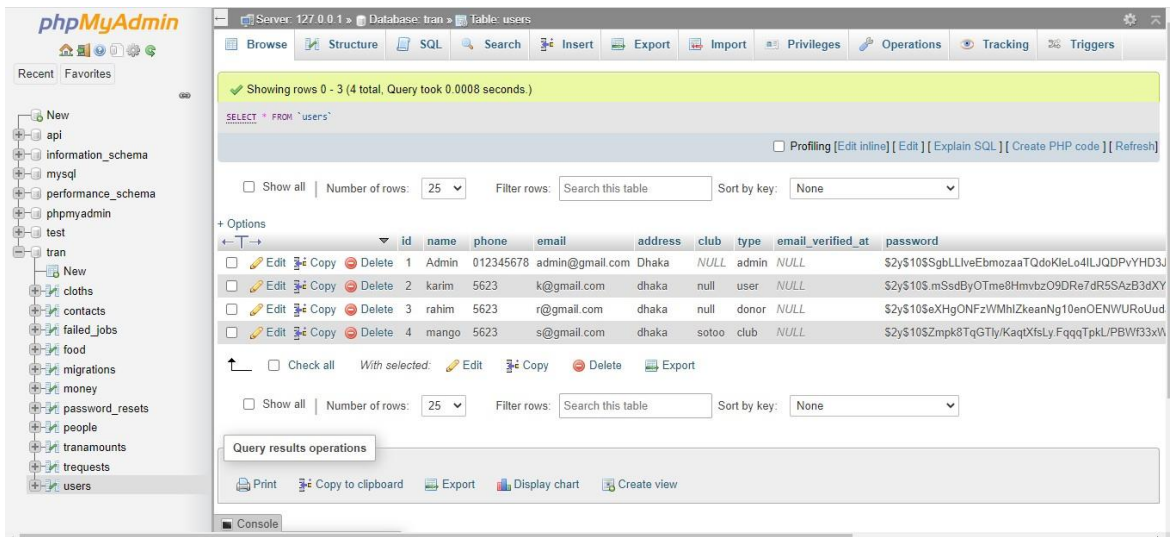 phpMyAdmin
Recent Favorites
New
api
information_schema
mysql
performance_schema
phpmyadmin
test
tran
New
cloths
contacts
failed_jobs
food
migrations
money
password_resets
people
tranamounts
trequests
users
Server: 127.0.0.1 » Database: tran » Table: users
Browse Structure SQL Search Insert Export Import Privileges Operations Tracking Triggers
Showing rows 0 - 3 (4 total, Query took 0.0008 seconds.)
SELECT * FROM `users`
Profiling [Edit inline] [ Edit ] [ Explain SQL ] [ Create PHP code ] [ Refresh]
Show all | Number of rows: 25 Filter rows: Search this table Sort by key: None
+ Options
←T→ id name phone email address club type email_verified_at password
Edit Copy Delete 1 Admin 012345678 admin@gmail.com Dhaka NULL admin NULL
Edit Copy Delete 2 karim 5623 k@gmail.com dhaka null user NULL
Edit Copy Delete 3 rahim 5623 r@gmail.com dhaka null donor NULL
Edit Copy Delete 4 mango 5623 s@gmail.com dhaka sotoo club NULL
Check all With selected: Edit Copy Delete Export
Show all | Number of rows: 25 Filter rows: Search this table Sort by key: None
Query results operations
Print Copy to clipboard Export Display chart Create view
Console